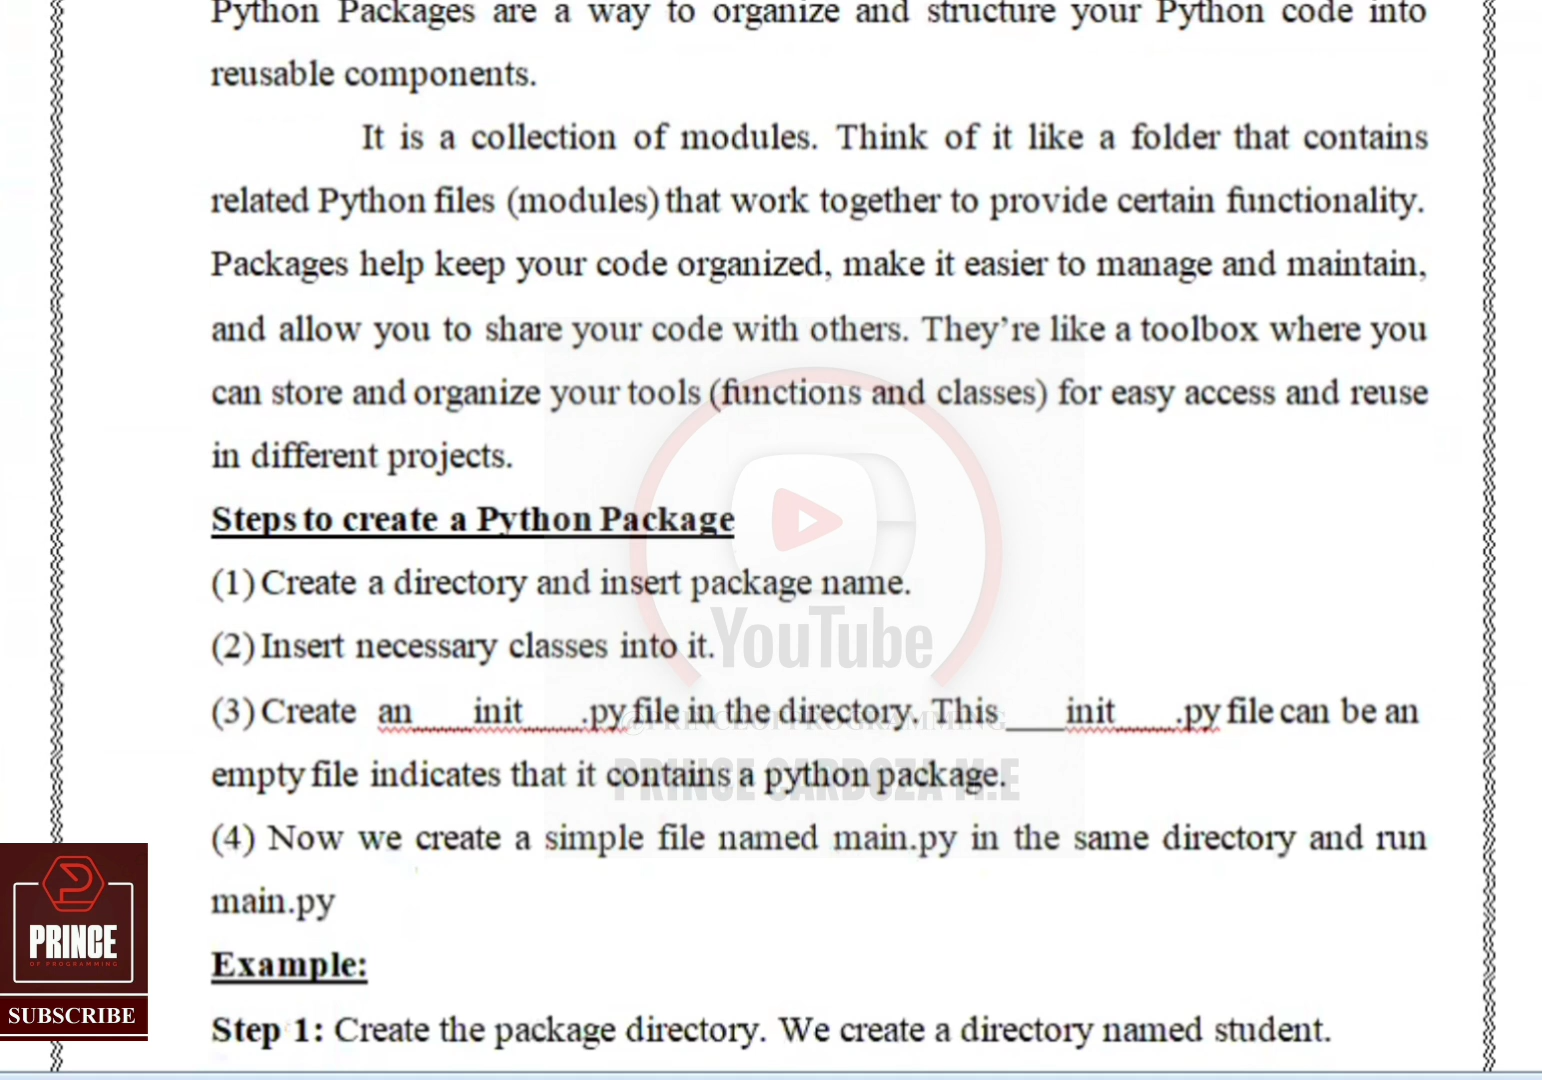 Python Packages are a way to organize and structure your Python code into
reusable components.
It is a collection of modules. Think of it like a folder that contains
related Python files (modules) that work together to provide certain functionality.
Packages help keep your code organized, make it easier to manage and maintain,
and allow you to share your code with others. They’re like a toolbox where you
can store and organize your tools (functions and classes) for easy access and reuse
in different projects.
Steps to create a Python Package
(1) Create a directory and insert package name.
(2) Insert necessary classes into it.
YouTube
(3) Create an __init__.py file in the directory. This __init__.py file can be an
@PRINCEOFPROGRAMMING
empty file indicates that it contains a python package.
PRINCE CARDOZA M.E
(4) Now we create a simple file named main.py in the same directory and run
main.py
Example:
Step 1: Create the package directory. We create a directory named student.
PRINCE
OF PROGRAMMING
SUBSCRIBE